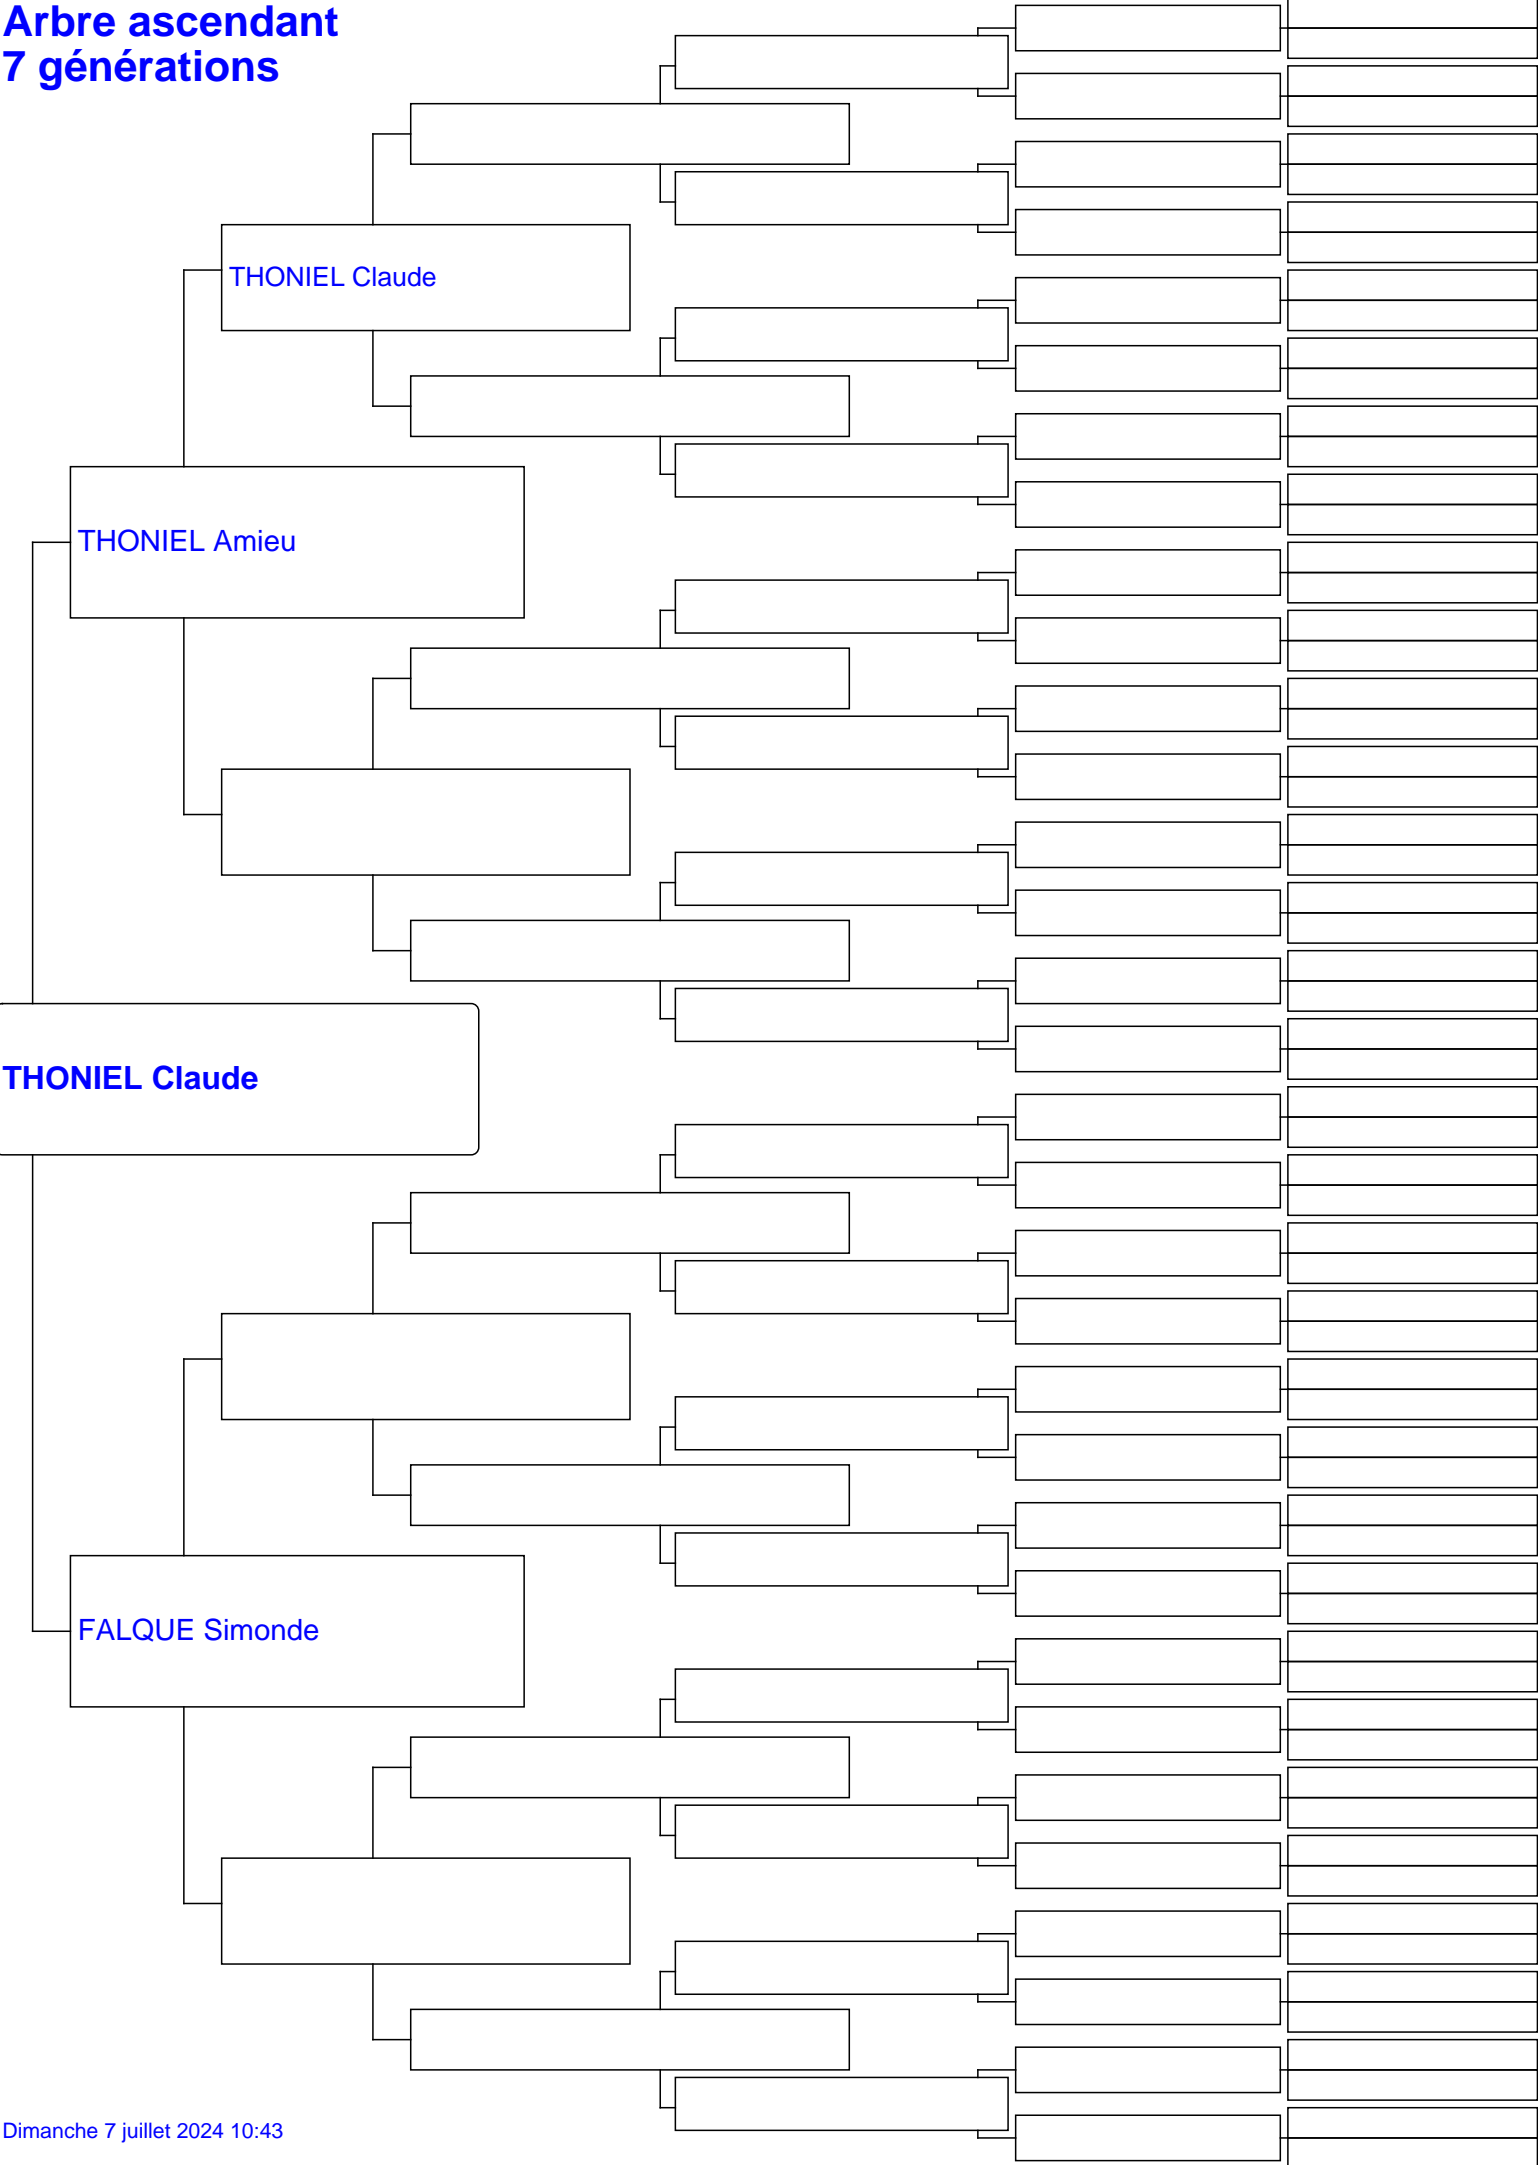 Arbre ascendant
7 générations
THONIEL Claude
THONIEL Amieu
THONIEL Claude
FALQUE Simonde
Dimanche 7 juillet 2024 10:43